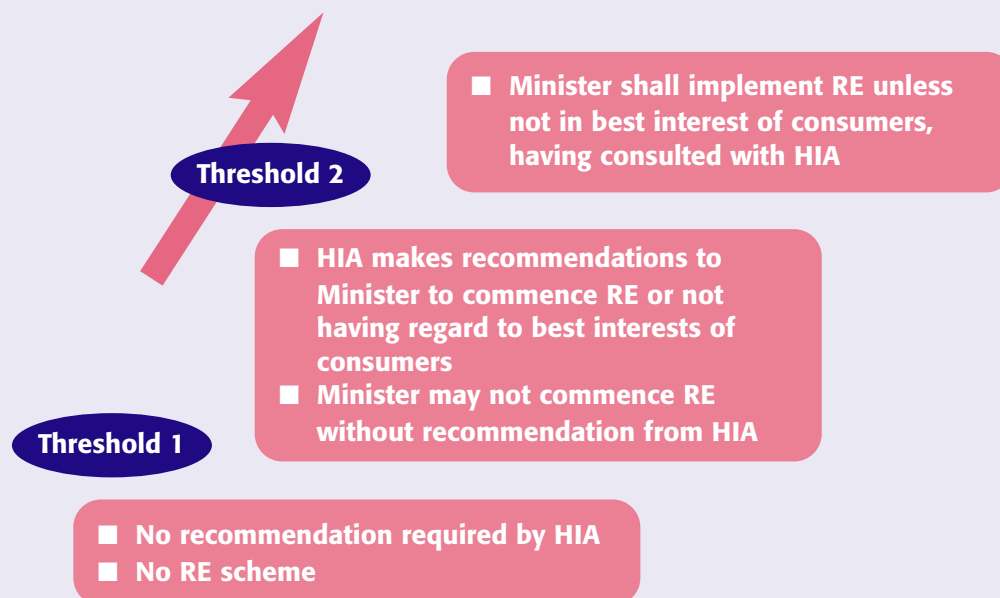 ■ Minister shall implement RE unless
not in best interest of consumers,
having consulted with HIA
Threshold 2
■ HIA makes recommendations to
Minister to commence RE or not
having regard to best interests of
consumers
■ Minister may not commence RE
without recommendation from HIA
Threshold 1
■ No recommendation required by HIA
■ No RE scheme